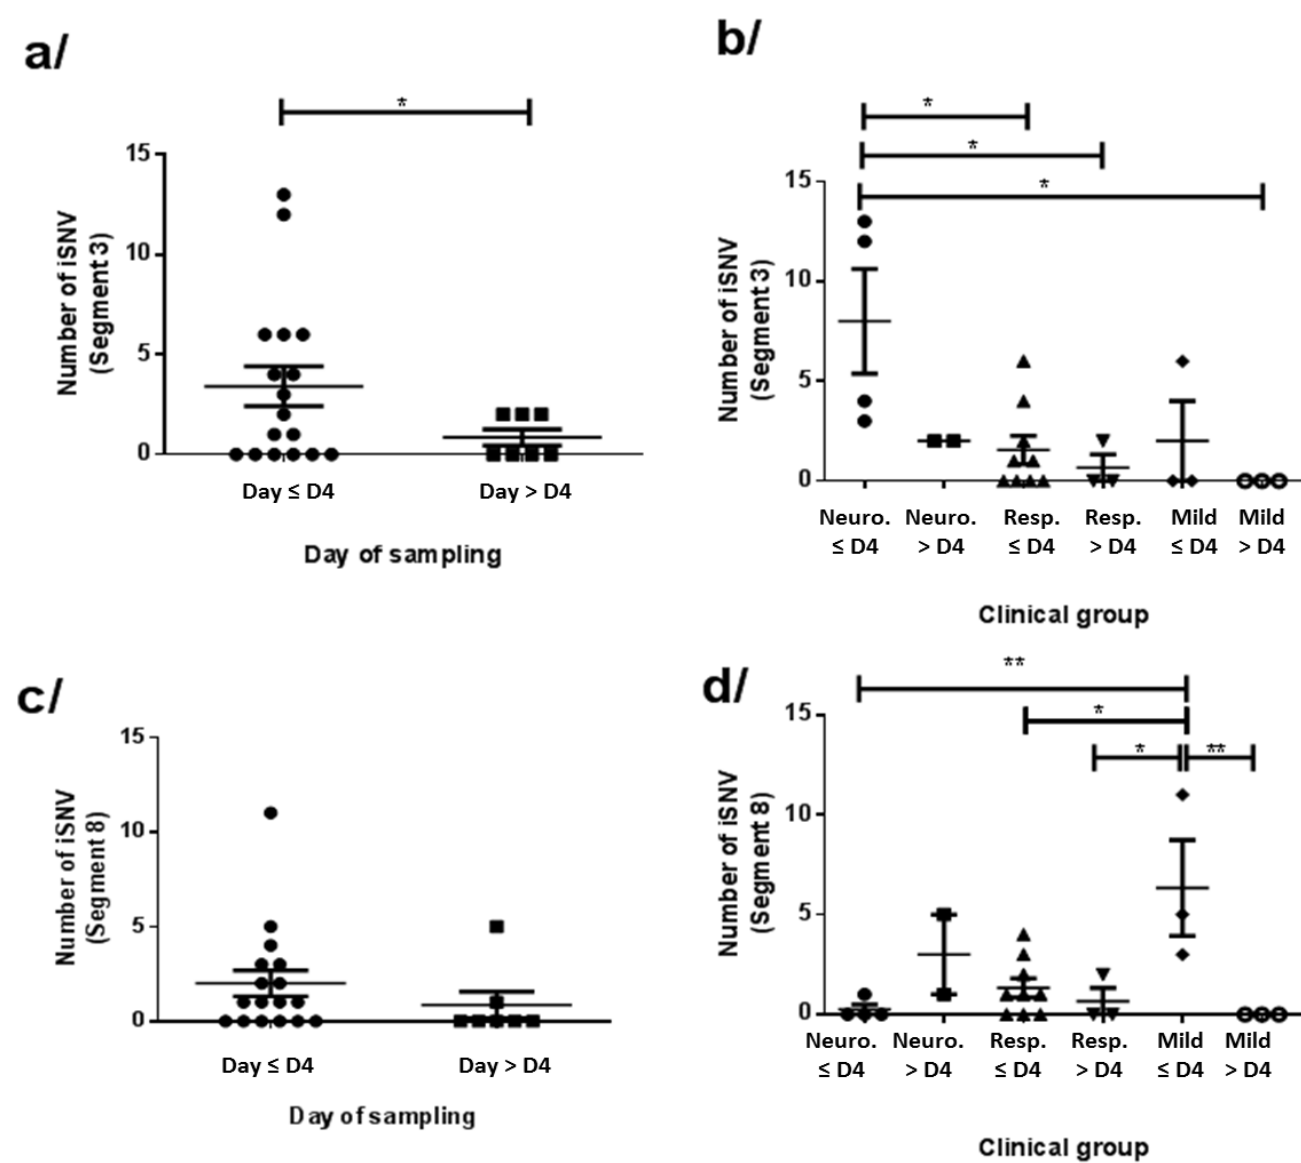 a/
*
15
10
5
0
Number of iSNV
(Segment 3)
Day ≤ D4
Day > D4
Day of sampling
b/
*
*
*
15
10
5
0
Number of iSNV
(Segment 3)
Neuro. Neuro. Resp. Resp. Mild Mild
≤ D4 > D4 ≤ D4 > D4 ≤ D4 > D4
Clinical group
c/
15
10
5
0
Number of iSNV
(Segment 8)
Day ≤ D4
Day > D4
Day of sampling
d/
**
*
* **
15
10
5
0
Number of iSNV
(Segment 8)
Neuro. Neuro. Resp. Resp. Mild Mild
≤ D4 > D4 ≤ D4 > D4 ≤ D4 > D4
Clinical group